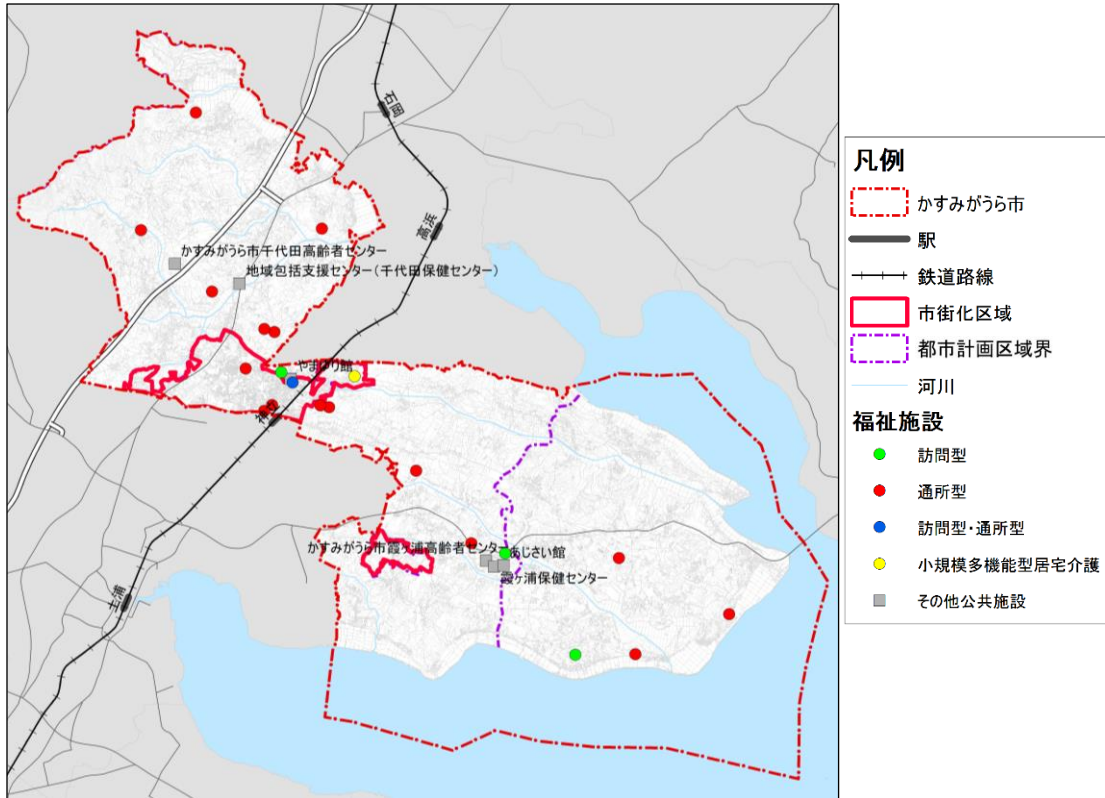 石岡
高浜
かすみがうら市千代田高齢者センター
地域包括支援センター(千代田保健センター)
やまゆり館
神立
かすみがうら市霞ヶ浦高齢者センター
あじさい館
霞ヶ浦保健センター
土浦
凡例
かすみがうら市
駅
鉄道路線
市街化区域
都市計画区域界
河川
福祉施設
訪問型
通所型
訪問型・通所型
小規模多機能型居宅介護
その他公共施設